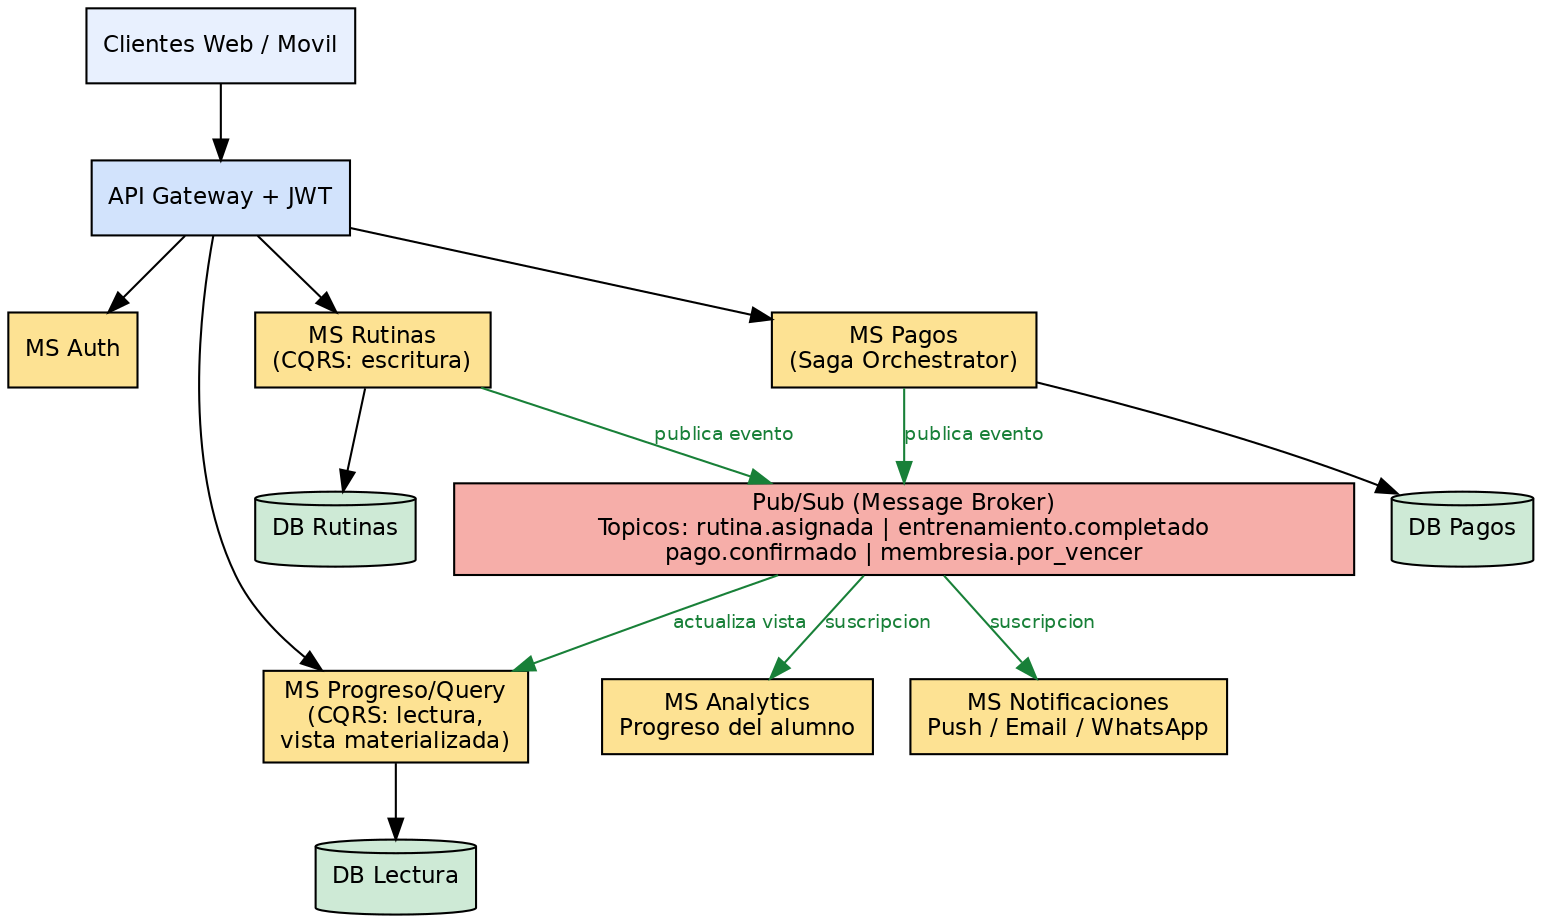 Clientes Web / Movil
API Gateway + JWT
MS Auth
MS Rutinas
(CQRS: escritura)
MS Pagos
(Saga Orchestrator)
publica evento
publica evento
DB Rutinas
Pub/Sub (Message Broker)
Topicos: rutina.asignada | entrenamiento.completado
pago.confirmado | membresia.por_vencer
DB Pagos
actualiza vista
suscripcion
suscripcion
MS Progreso/Query
(CQRS: lectura,
vista materializada)
MS Analytics
Progreso del alumno
MS Notificaciones
Push / Email / WhatsApp
DB Lectura